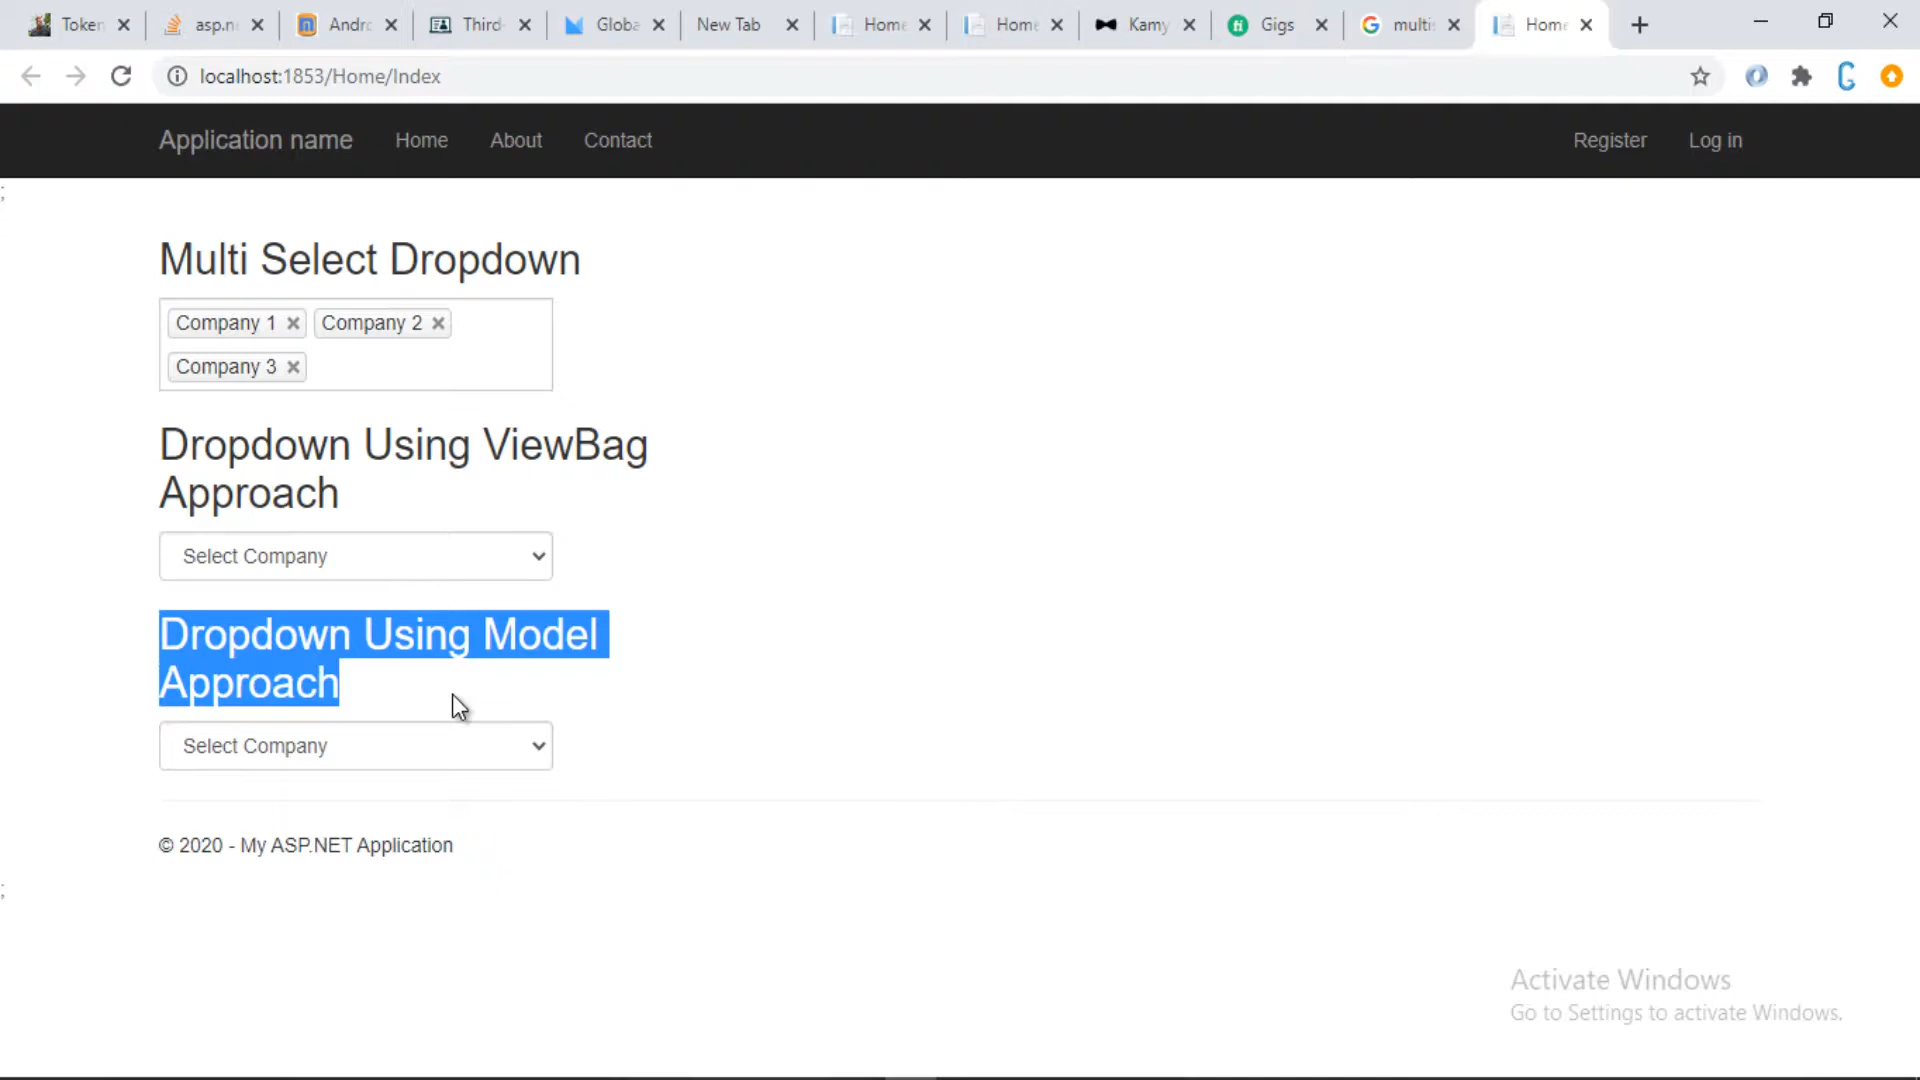 Token
asp.n
Andro
Third-
Globa
New Tab
Home
Home
Kamy
Gigs
multi
Home
localhost:1853/Home/Index
Application name
Home
About
Contact
Register
Log in
;
Multi Select Dropdown
Company 1
Company 2
Company 3
Dropdown Using ViewBag
Approach
Select Company
Dropdown Using Model
Approach
Select Company
© 2020 - My ASP.NET Application
;
Activate Windows
Go to Settings to activate Windows.